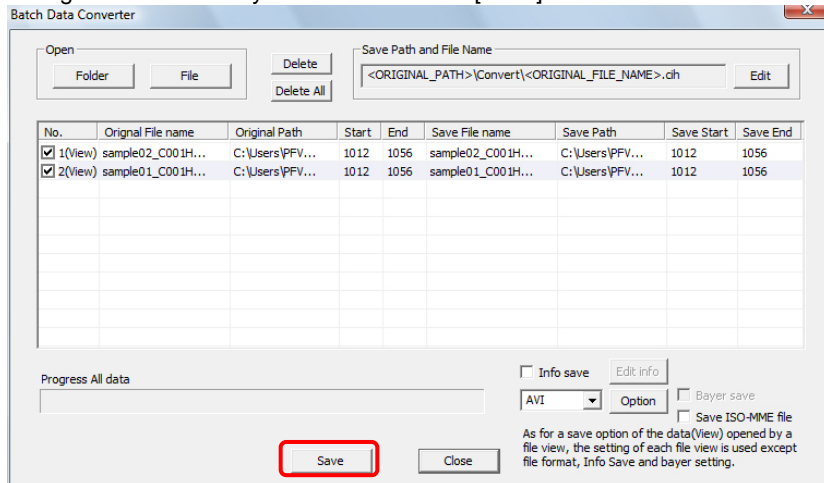 Batch Data Converter
Open
Folder
File
Delete
Delete All
Save Path and File Name
<ORIGINAL_PATH>\Convert\<ORIGINAL_FILE_NAME>.cih
Edit
No. Orignal File name Original Path Start End Save File name Save Path Save Start Save End
1(View) sample02_C001H... C:\Users\PFV... 1012 1056 sample02_C001H... C:\Users\PFV... 1012 1056
2(View) sample01_C001H... C:\Users\PFV... 1012 1056 sample01_C001H... C:\Users\PFV... 1012 1056
Progress All data
Info save
Edit info
AVI
Option
Bayer save
Save ISO-MME file
As for a save option of the data(View) opened by a
file view, the setting of each file view is used except
file format, Info Save and bayer setting.
Save
Close